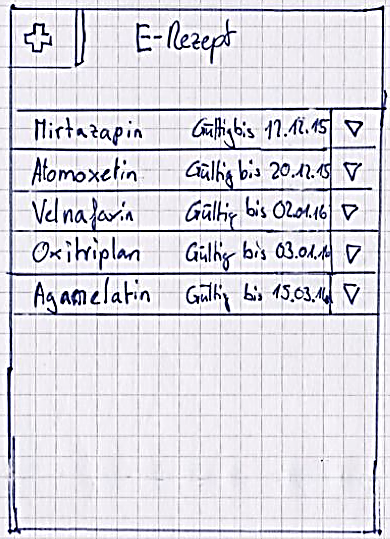 E-Rezept
Mirtazapin Gültig bis 12.12.15
Atomoxetin Gültig bis 20.12.15
Velnafaxin Gültig bis 02.01.16
Oxitriplan Gültig bis 03.01.16
Agamelatin Gültig bis 15.03.16